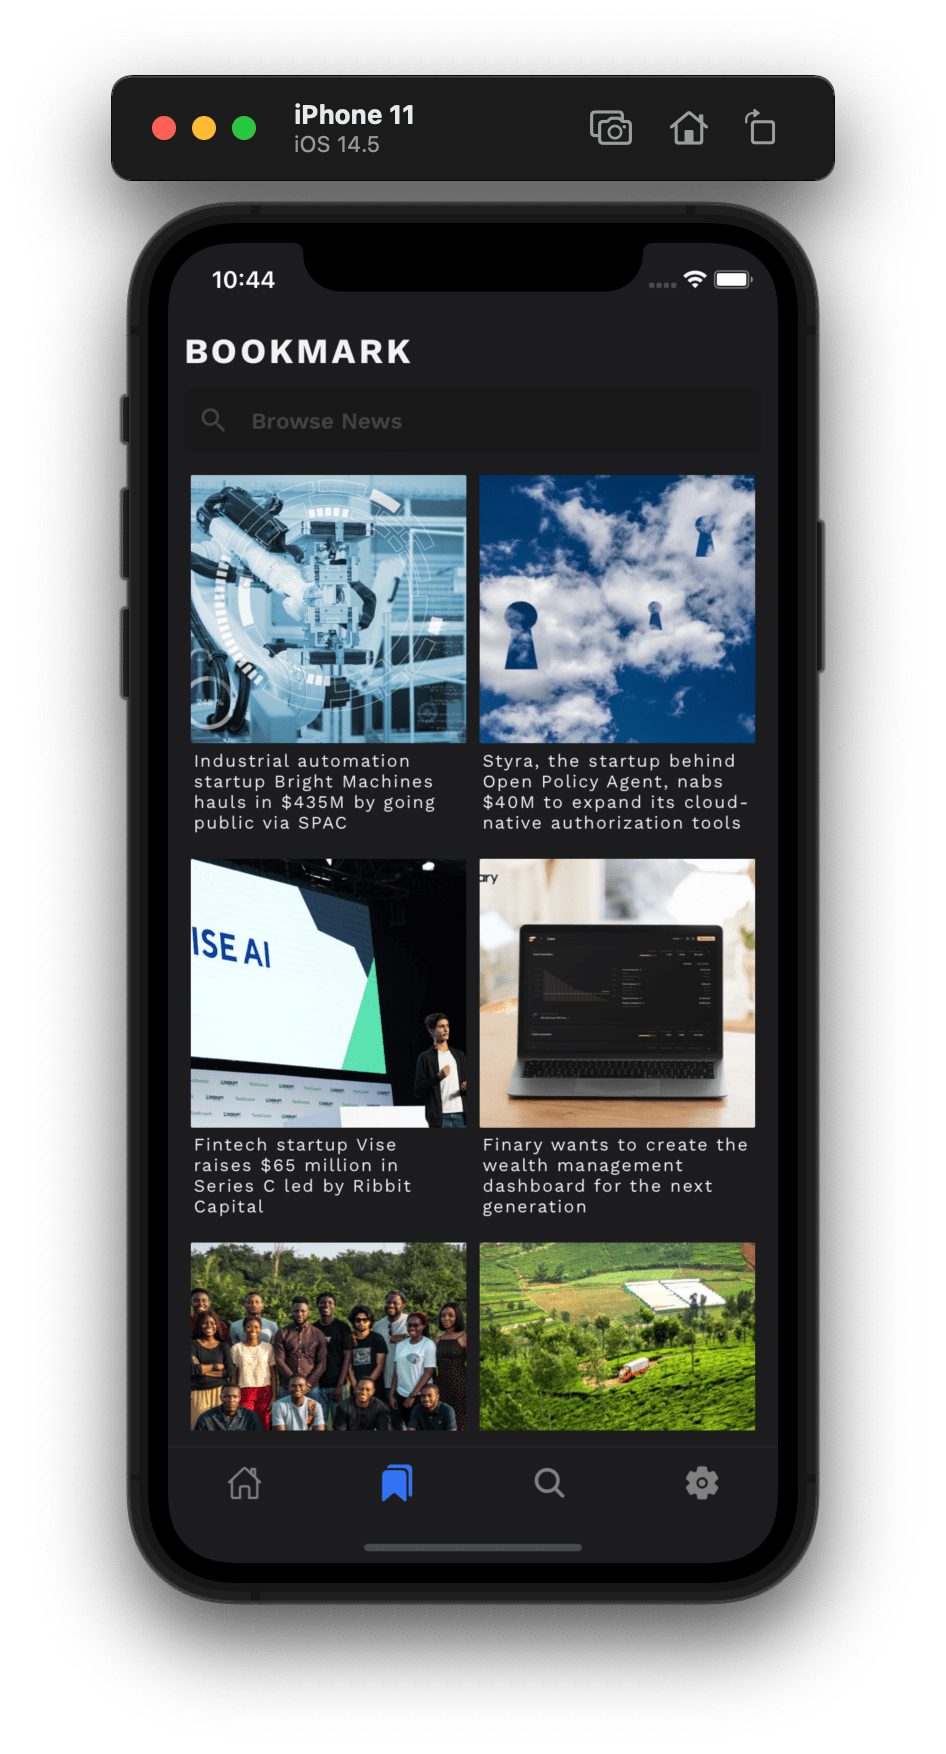 iPhone 11
iOS 14.5
10:44
BOOKMARK
Browse News
Industrial automation
startup Bright Machines
hauls in $435M by going
public via SPAC
Styra, the startup behind
Open Policy Agent, nabs
$40M to expand its cloud-
native authorization tools
ISE AI
ary
Fintech startup Vise
raises $65 million in
Series C led by Ribbit
Capital
Finary wants to create the
wealth management
dashboard for the next
generation